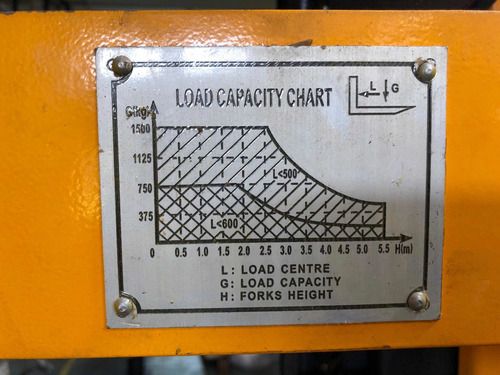 LOAD CAPACITY CHART
L G
G(kg)
1500
1125
L<500
750
375
L<600
0 0.5 1.0 1.5 2.0 2.5 3.0 3.5 4.0 4.5 5.0 5.5 H(m)
L: LOAD CENTRE
G: LOAD CAPACITY
H: FORKS HEIGHT